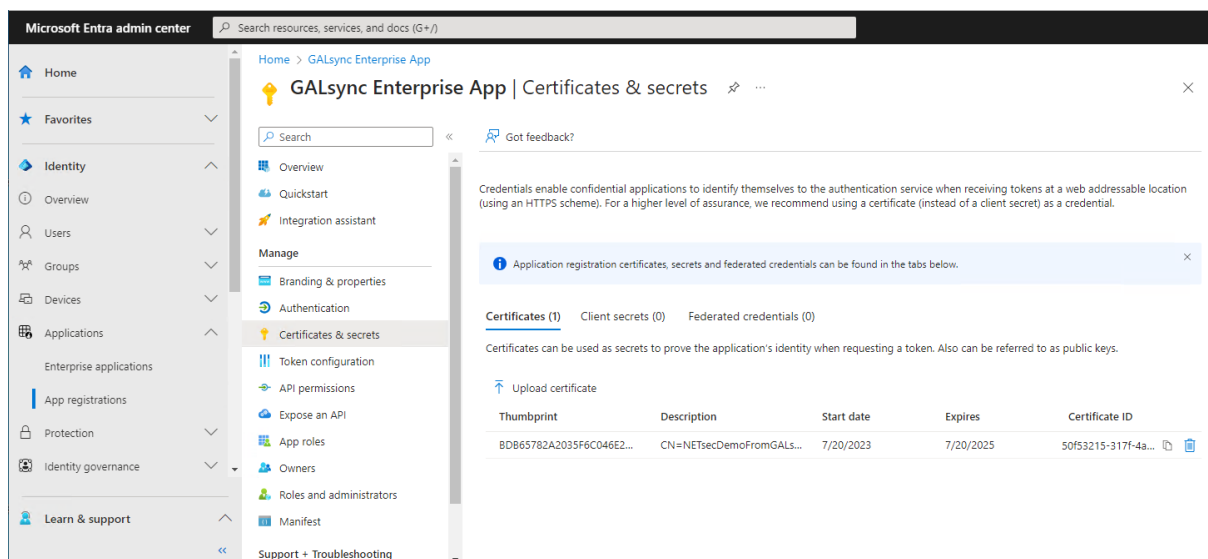 Microsoft Entra admin center
Search resources, services, and docs (G+/)
Home
Favorites
Identity
Overview
Users
Groups
Devices
Applications
Enterprise applications
App registrations
Protection
Identity governance
Learn & support
«
Home > GALsync Enterprise App
GALsync Enterprise App | Certificates & secrets
Search
«
Overview
Quickstart
Integration assistant
Manage
Branding & properties
Authentication
Certificates & secrets
Token configuration
API permissions
Expose an API
App roles
Owners
Roles and administrators
Manifest
Support + Troubleshooting
Got feedback?
Credentials enable confidential applications to identify themselves to the authentication service when receiving tokens at a web addressable location
(using an HTTPS scheme). For a higher level of assurance, we recommend using a certificate (instead of a client secret) as a credential.
Application registration certificates, secrets and federated credentials can be found in the tabs below.
Certificates (1) Client secrets (0) Federated credentials (0)
Certificates can be used as secrets to prove the application's identity when requesting a token. Also can be referred to as public keys.
Upload certificate
Thumbprint Description Start date Expires Certificate ID
BDB65782A2035F6C046E2... CN=NETsecDemoFromGALs... 7/20/2023 7/20/2025 50f53215-317f-4a...